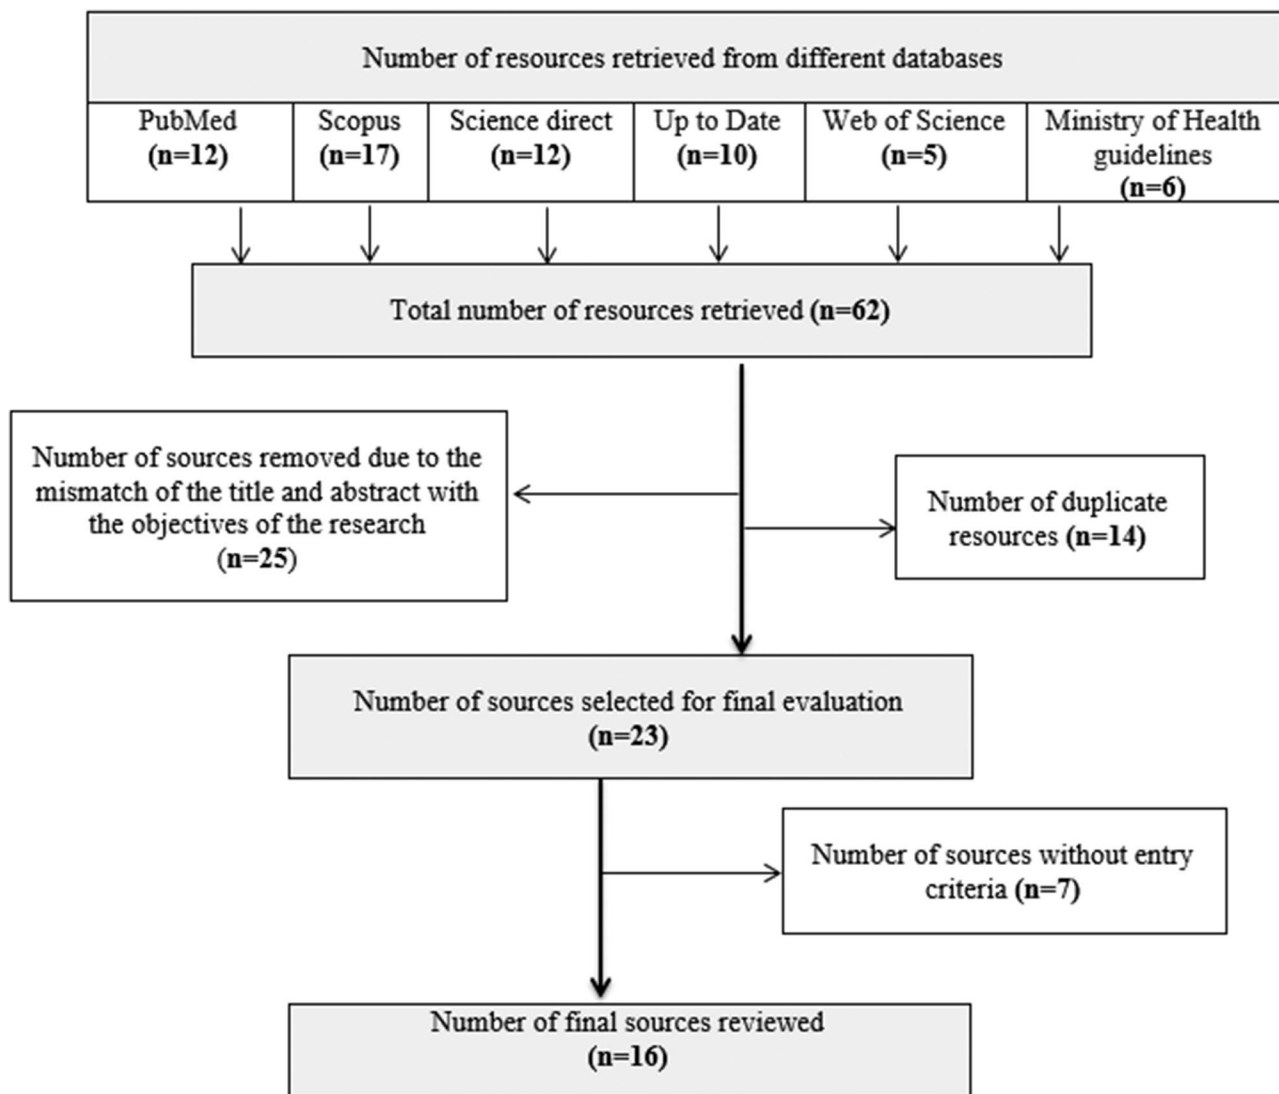 Number of resources retrieved from different databases
PubMed
(n=12)
Scopus
(n=17)
Science direct
(n=12)
Up to Date
(n=10)
Web of Science
(n=5)
Ministry of Health
guidelines
(n=6)
Total number of resources retrieved (n=62)
Number of sources removed due to the
mismatch of the title and abstract with
the objectives of the research
(n=25)
Number of duplicate
resources (n=14)
Number of sources selected for final evaluation
(n=23)
Number of sources without entry
criteria (n=7)
Number of final sources reviewed
(n=16)